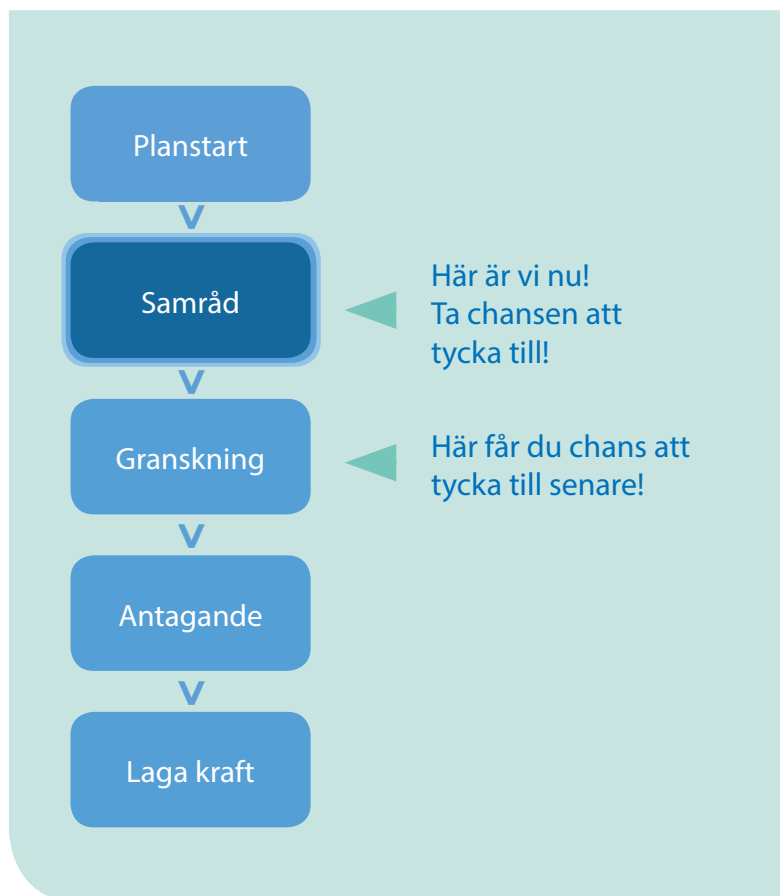 Planstart
Samråd
Här är vi nu!
Ta chansen att
tycka till!
Granskning
Här får du chans att
tycka till senare!
Antagande
Laga kraft